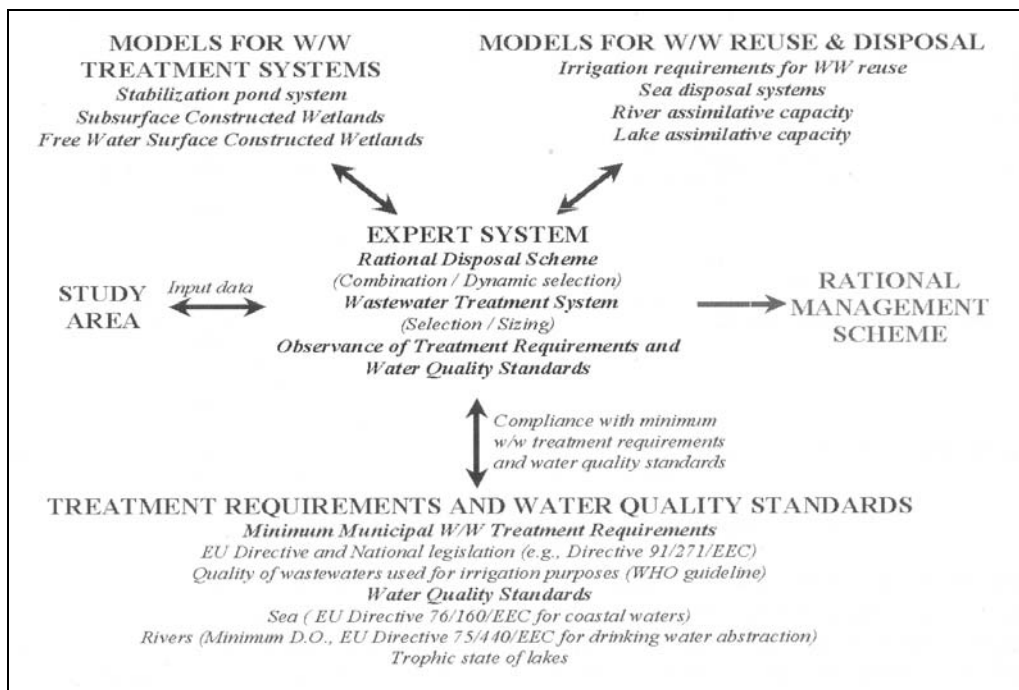 MODELS FOR W/W
TREATMENT SYSTEMS
Stabilization pond system
Subsurface Constructed Wetlands
Free Water Surface Constructed Wetlands
MODELS FOR W/W REUSE & DISPOSAL
Irrigation requirements for WW reuse
Sea disposal systems
River assimilative capacity
Lake assimilative capacity
STUDY
AREA
Input data
EXPERT SYSTEM
Rational Disposal Scheme
(Combination / Dynamic selection)
Wastewater Treatment System
(Selection / Sizing)
Observance of Treatment Requirements and
Water Quality Standards
RATIONAL
MANAGEMENT
SCHEME
Compliance with minimum
w/w treatment requirements
and water quality standards
TREATMENT REQUIREMENTS AND WATER QUALITY STANDARDS
Minimum Municipal W/W Treatment Requirements
EU Directive and National legislation (e.g., Directive 91/271/EEC)
Quality of wastewaters used for irrigation purposes (WHO guideline)
Water Quality Standards
Sea ( EU Directive 76/160/EEC for coastal waters)
Rivers (Minimum D.O., EU Directive 75/440/EEC for drinking water abstraction)
Trophic state of lakes